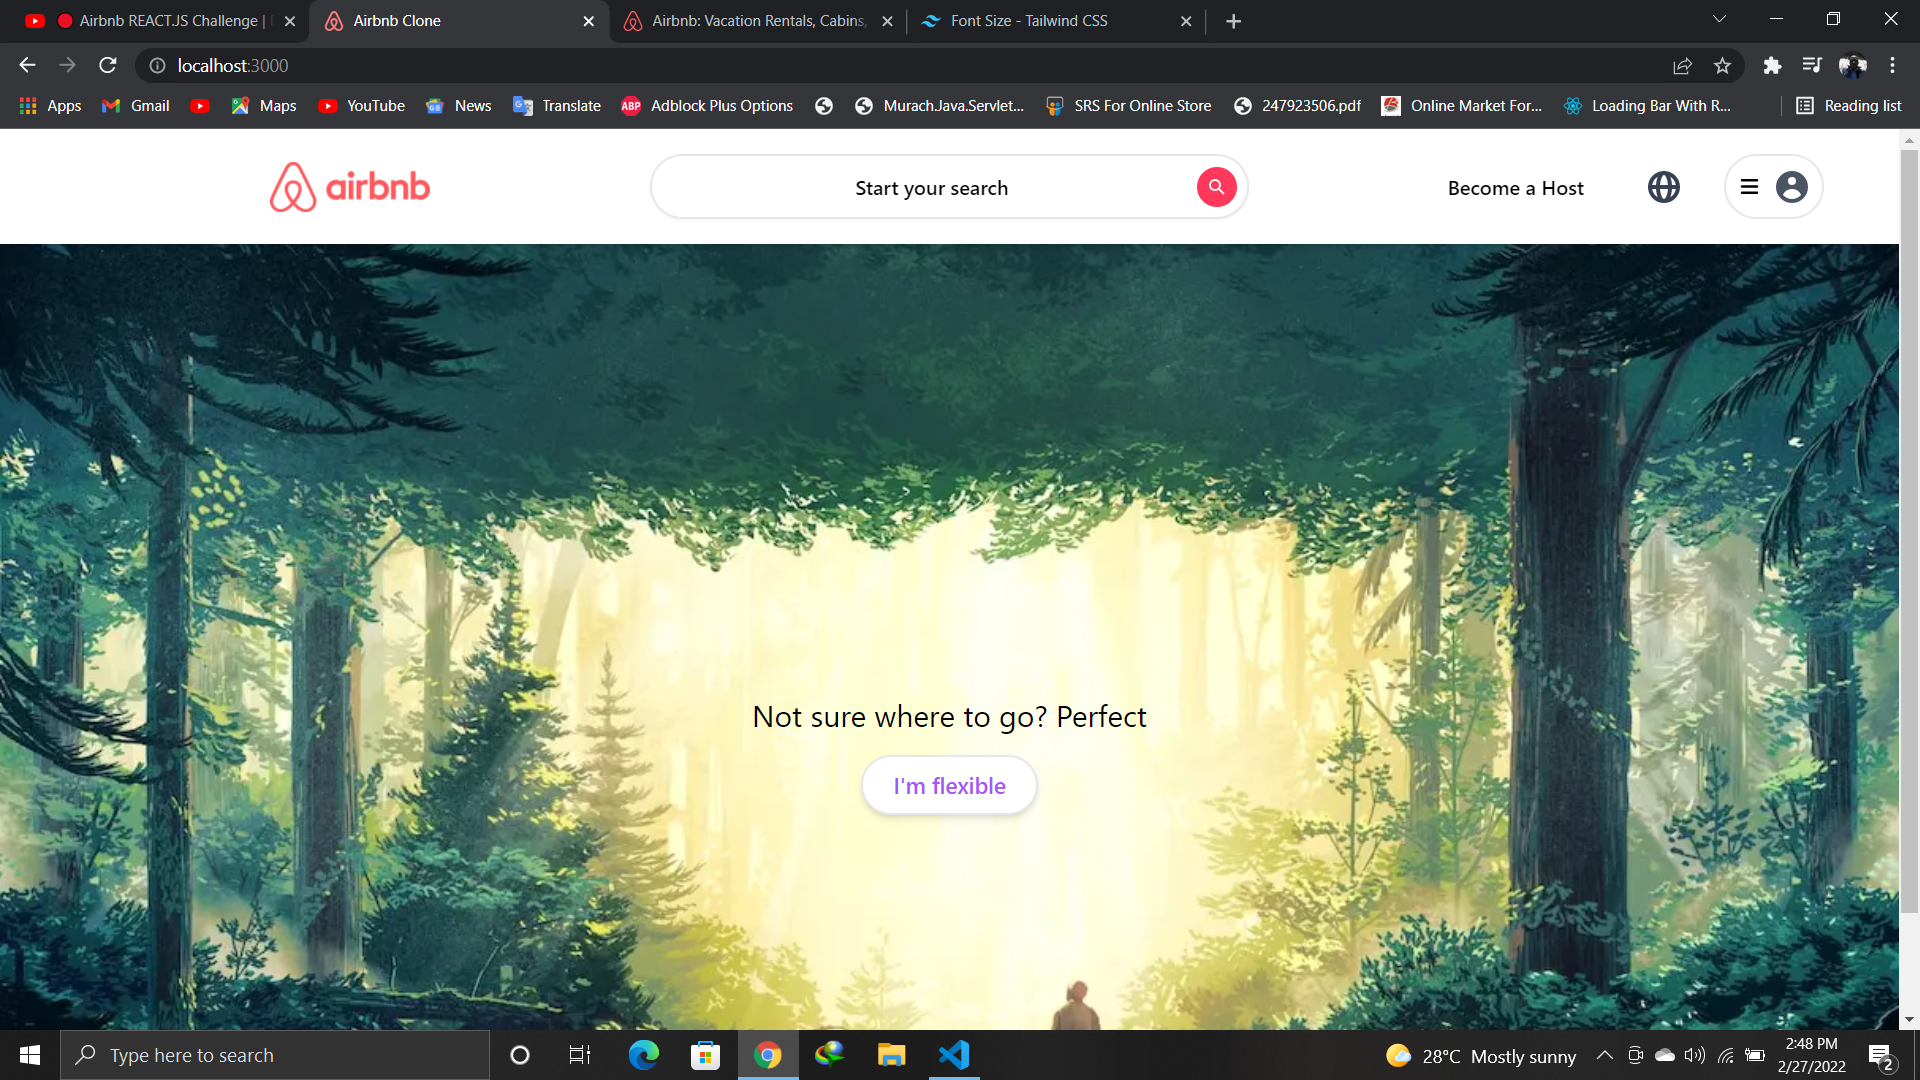 Airbnb REACT.JS Challenge |
Airbnb Clone
Airbnb: Vacation Rentals, Cabins,
Font Size - Tailwind CSS
localhost:3000
Apps
Gmail
Maps
YouTube
News
Translate
ABP
Adblock Plus Options
Murach.Java.Servlet...
SRS For Online Store
247923506.pdf
Online Market For...
Loading Bar With R...
Reading list
airbnb
Start your search
Become a Host
Not sure where to go? Perfect
I'm flexible
Type here to search
28°C Mostly sunny
2:48 PM
2/27/2022
2